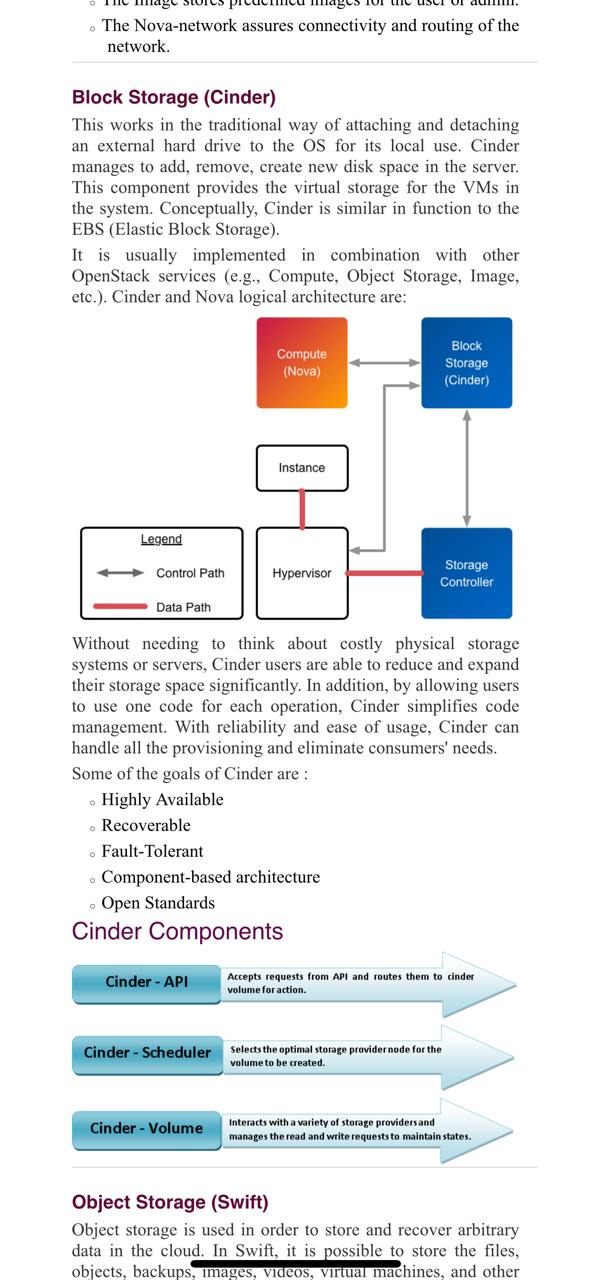 ◦ The Image stores predefined images for the user or admin.
◦ The Nova-network assures connectivity and routing of the
network.
Block Storage (Cinder)
This works in the traditional way of attaching and detaching
an external hard drive to the OS for its local use. Cinder
manages to add, remove, create new disk space in the server.
This component provides the virtual storage for the VMs in
the system. Conceptually, Cinder is similar in function to the
EBS (Elastic Block Storage).
It is usually implemented in combination with other
OpenStack services (e.g., Compute, Object Storage, Image,
etc.). Cinder and Nova logical architecture are:
Compute
(Nova)
Block
Storage
(Cinder)
Instance
Legend
Control Path
Data Path
Hypervisor
Storage
Controller
Without needing to think about costly physical storage
systems or servers, Cinder users are able to reduce and expand
their storage space significantly. In addition, by allowing users
to use one code for each operation, Cinder simplifies code
management. With reliability and ease of usage, Cinder can
handle all the provisioning and eliminate consumers' needs.
Some of the goals of Cinder are :
◦ Highly Available
◦ Recoverable
◦ Fault-Tolerant
◦ Component-based architecture
◦ Open Standards
Cinder Components
Cinder - API
Accepts requests from API and routes them to cinder
volume for action.
Cinder - Scheduler
Selects the optimal storage provider node for the
volume to be created.
Cinder - Volume
Interacts with a variety of storage providers and
manages the read and write requests to maintain states.
Object Storage (Swift)
Object storage is used in order to store and recover arbitrary
data in the cloud. In Swift, it is possible to store the files,
objects, backups, images, videos, virtual machines, and other